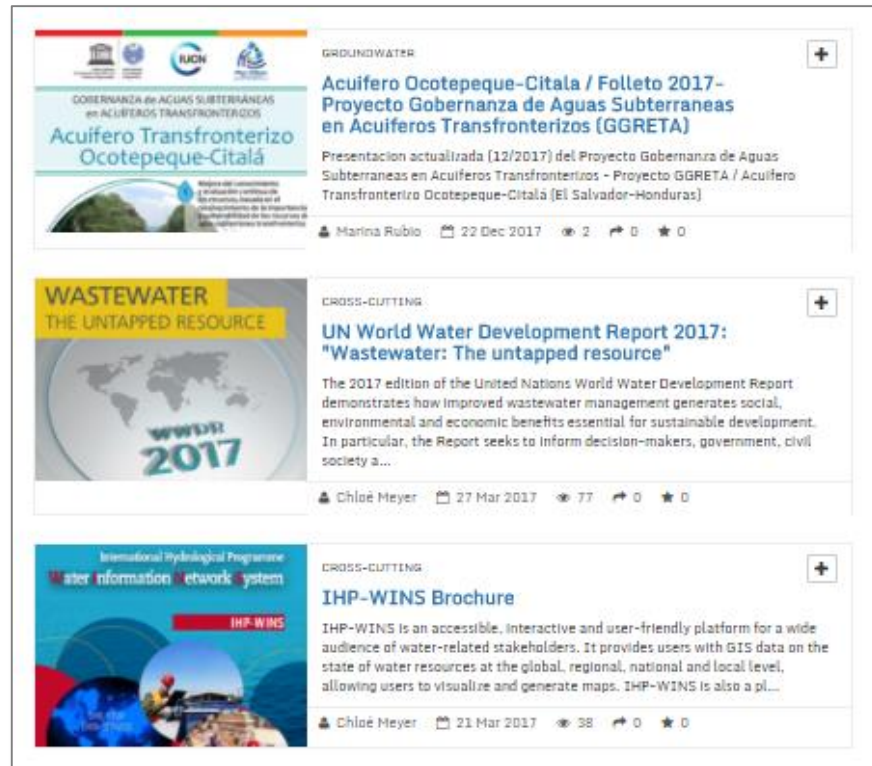 IUCN
GOBERNANZA de AGUAS SUBTERRÁNEAS
en ACUÍFEROS TRANSFRONTERIZOS
Acuífero Transfronterizo
Ocotepeque-Citalá
Mejora del conocimiento
GROUNDWATER
Acuifero Ocotepeque-Citala / Folleto 2017-
Proyecto Gobernanza de Aguas Subterraneas
en Acuiferos Transfronterizos (GGRETA)
Presentacion actualizada (12/2017) del Proyecto Gobernanza de Aguas
Subterraneas en Acuiferos Transfronterizos - Proyecto GGRETA / Acuifero
Transfronterizo Ocotepeque-Citalá (El Salvador-Honduras)
Marina Rubio 22 Dec 2017 2 0 0
WASTEWATER
THE UNTAPPED RESOURCE
WWDR
2017
CROSS-CUTTING
UN World Water Development Report 2017:
"Wastewater: The untapped resource"
The 2017 edition of the United Nations World Water Development Report
demonstrates how improved wastewater management generates social,
environmental and economic benefits essential for sustainable development.
In particular, the Report seeks to inform decision-makers, government, civil
society a...
Chloé Meyer 27 Mar 2017 77 0 0
International Hydrological Programme
Water Information Network System
IHP-WINS
CROSS-CUTTING
IHP-WINS Brochure
IHP-WINS is an accessible, interactive and user-friendly platform for a wide
audience of water-related stakeholders. It provides users with GIS data on the
state of water resources at the global, regional, national and local level,
allowing users to visualize and generate maps. IHP-WINS is also a pl...
Chloé Meyer 21 Mar 2017 38 0 0